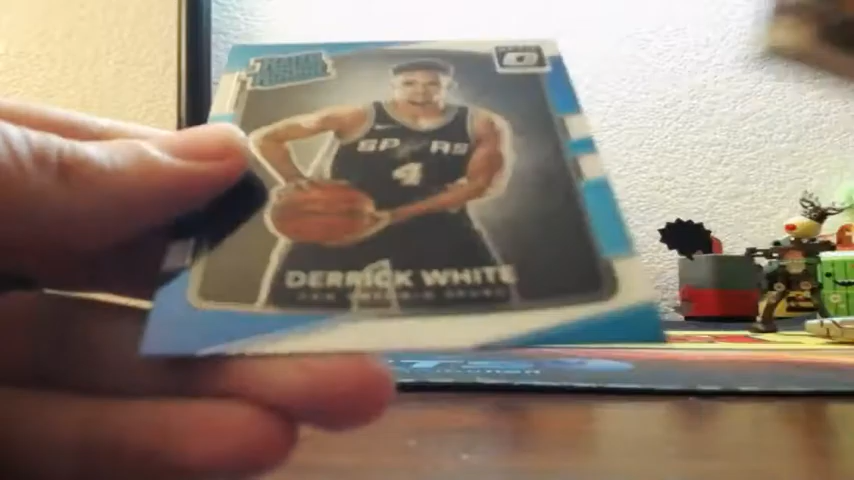 RATED
ROOKIE
SPURS
4
DERRICK WHITE
SAN ANTONIO SPURS